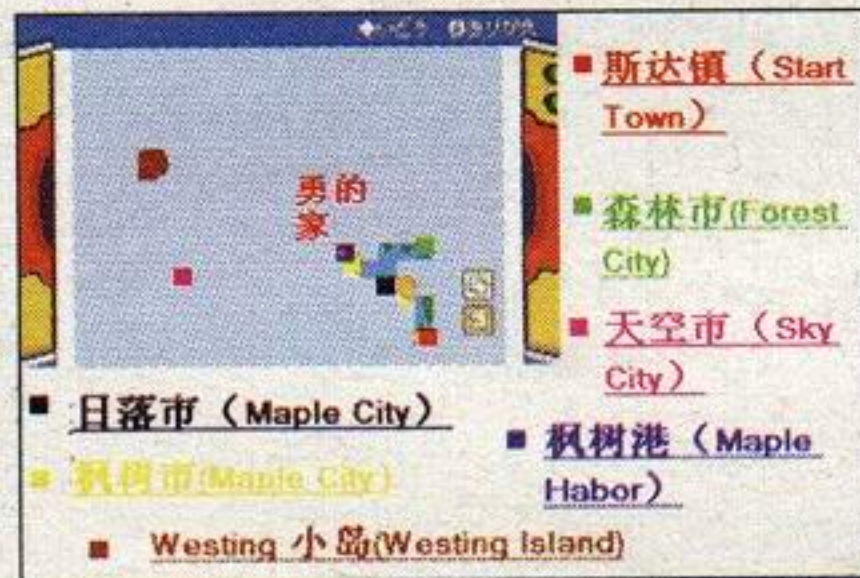 勇的
家
■ 斯达镇（Start
Town）
■ 森林市(Forest
City)
■ 天空市（Sky
City）
■ 日落市（Maple City）
■ 枫树港（Maple
Habor）
■ 枫树市(Maple City)
■ Westing 小岛(Westing Island)